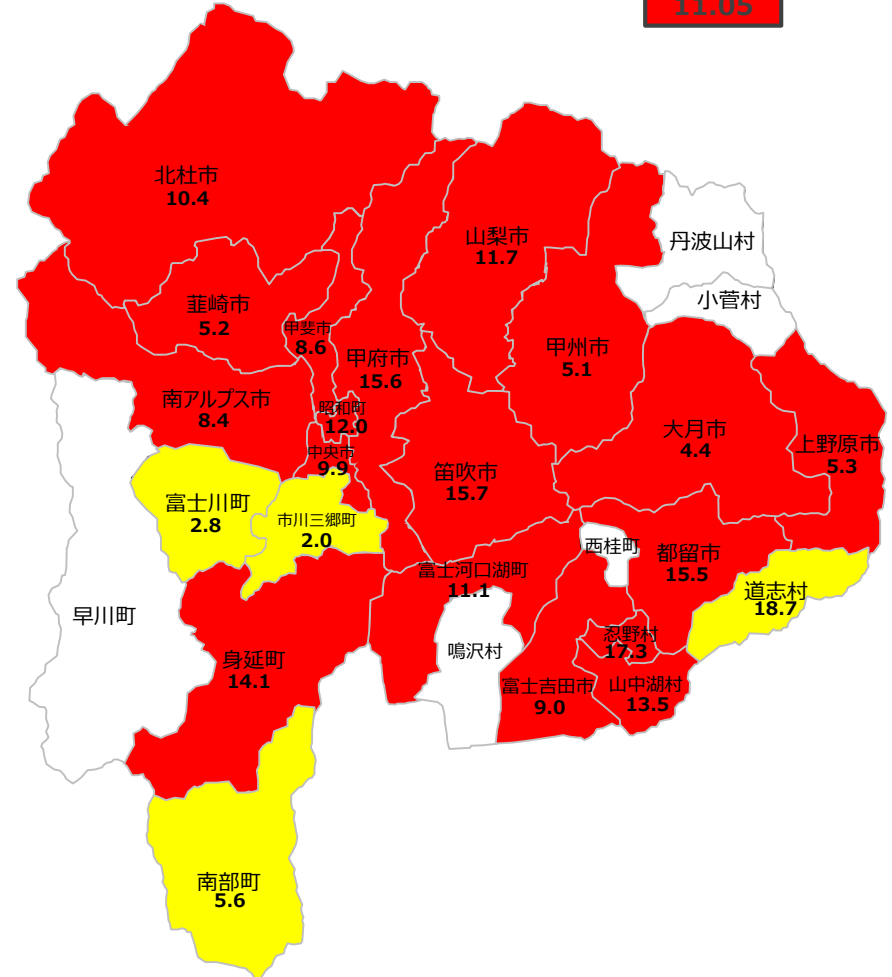 11.05
北杜市
10.4
山梨市
11.7
丹波山村
小菅村
韮崎市
5.2
甲斐市
8.6
甲府市
15.6
甲州市
5.1
南アルプス市
8.4
昭和町
12.0
大月市
4.4
上野原市
5.3
中央市
9.9
笛吹市
15.7
富士川町
2.8
市川三郷町
2.0
西桂町
都留市
15.5
富士河口湖町
11.1
道志村
18.7
早川町
忍野村
17.3
鳴沢村
身延町
14.1
富士吉田市
9.0
山中湖村
13.5
南部町
5.6